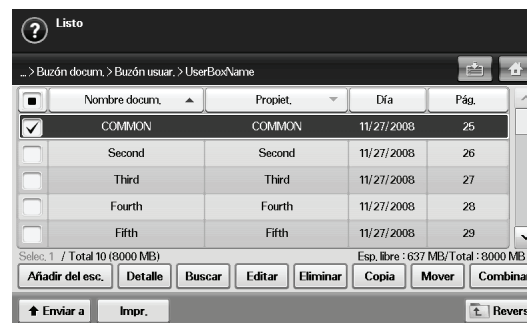 Listo
... > Buzón docum. > Buzón usuar. > UserBoxName
Nombre docum. Propiet. Día Pág.
COMMON COMMON 11/27/2008 25
Second Second 11/27/2008 26
Third Third 11/27/2008 27
Fourth Fourth 11/27/2008 28
Fifth Fifth 11/27/2008 29
Selec. 1 / Total 10 (8000 MB) Esp. libre : 637 MB/Total : 8000 MB
Añadir del esc. Detalle Buscar Editar Eliminar Copia Mover Combinar
Enviar a Impr. Revers